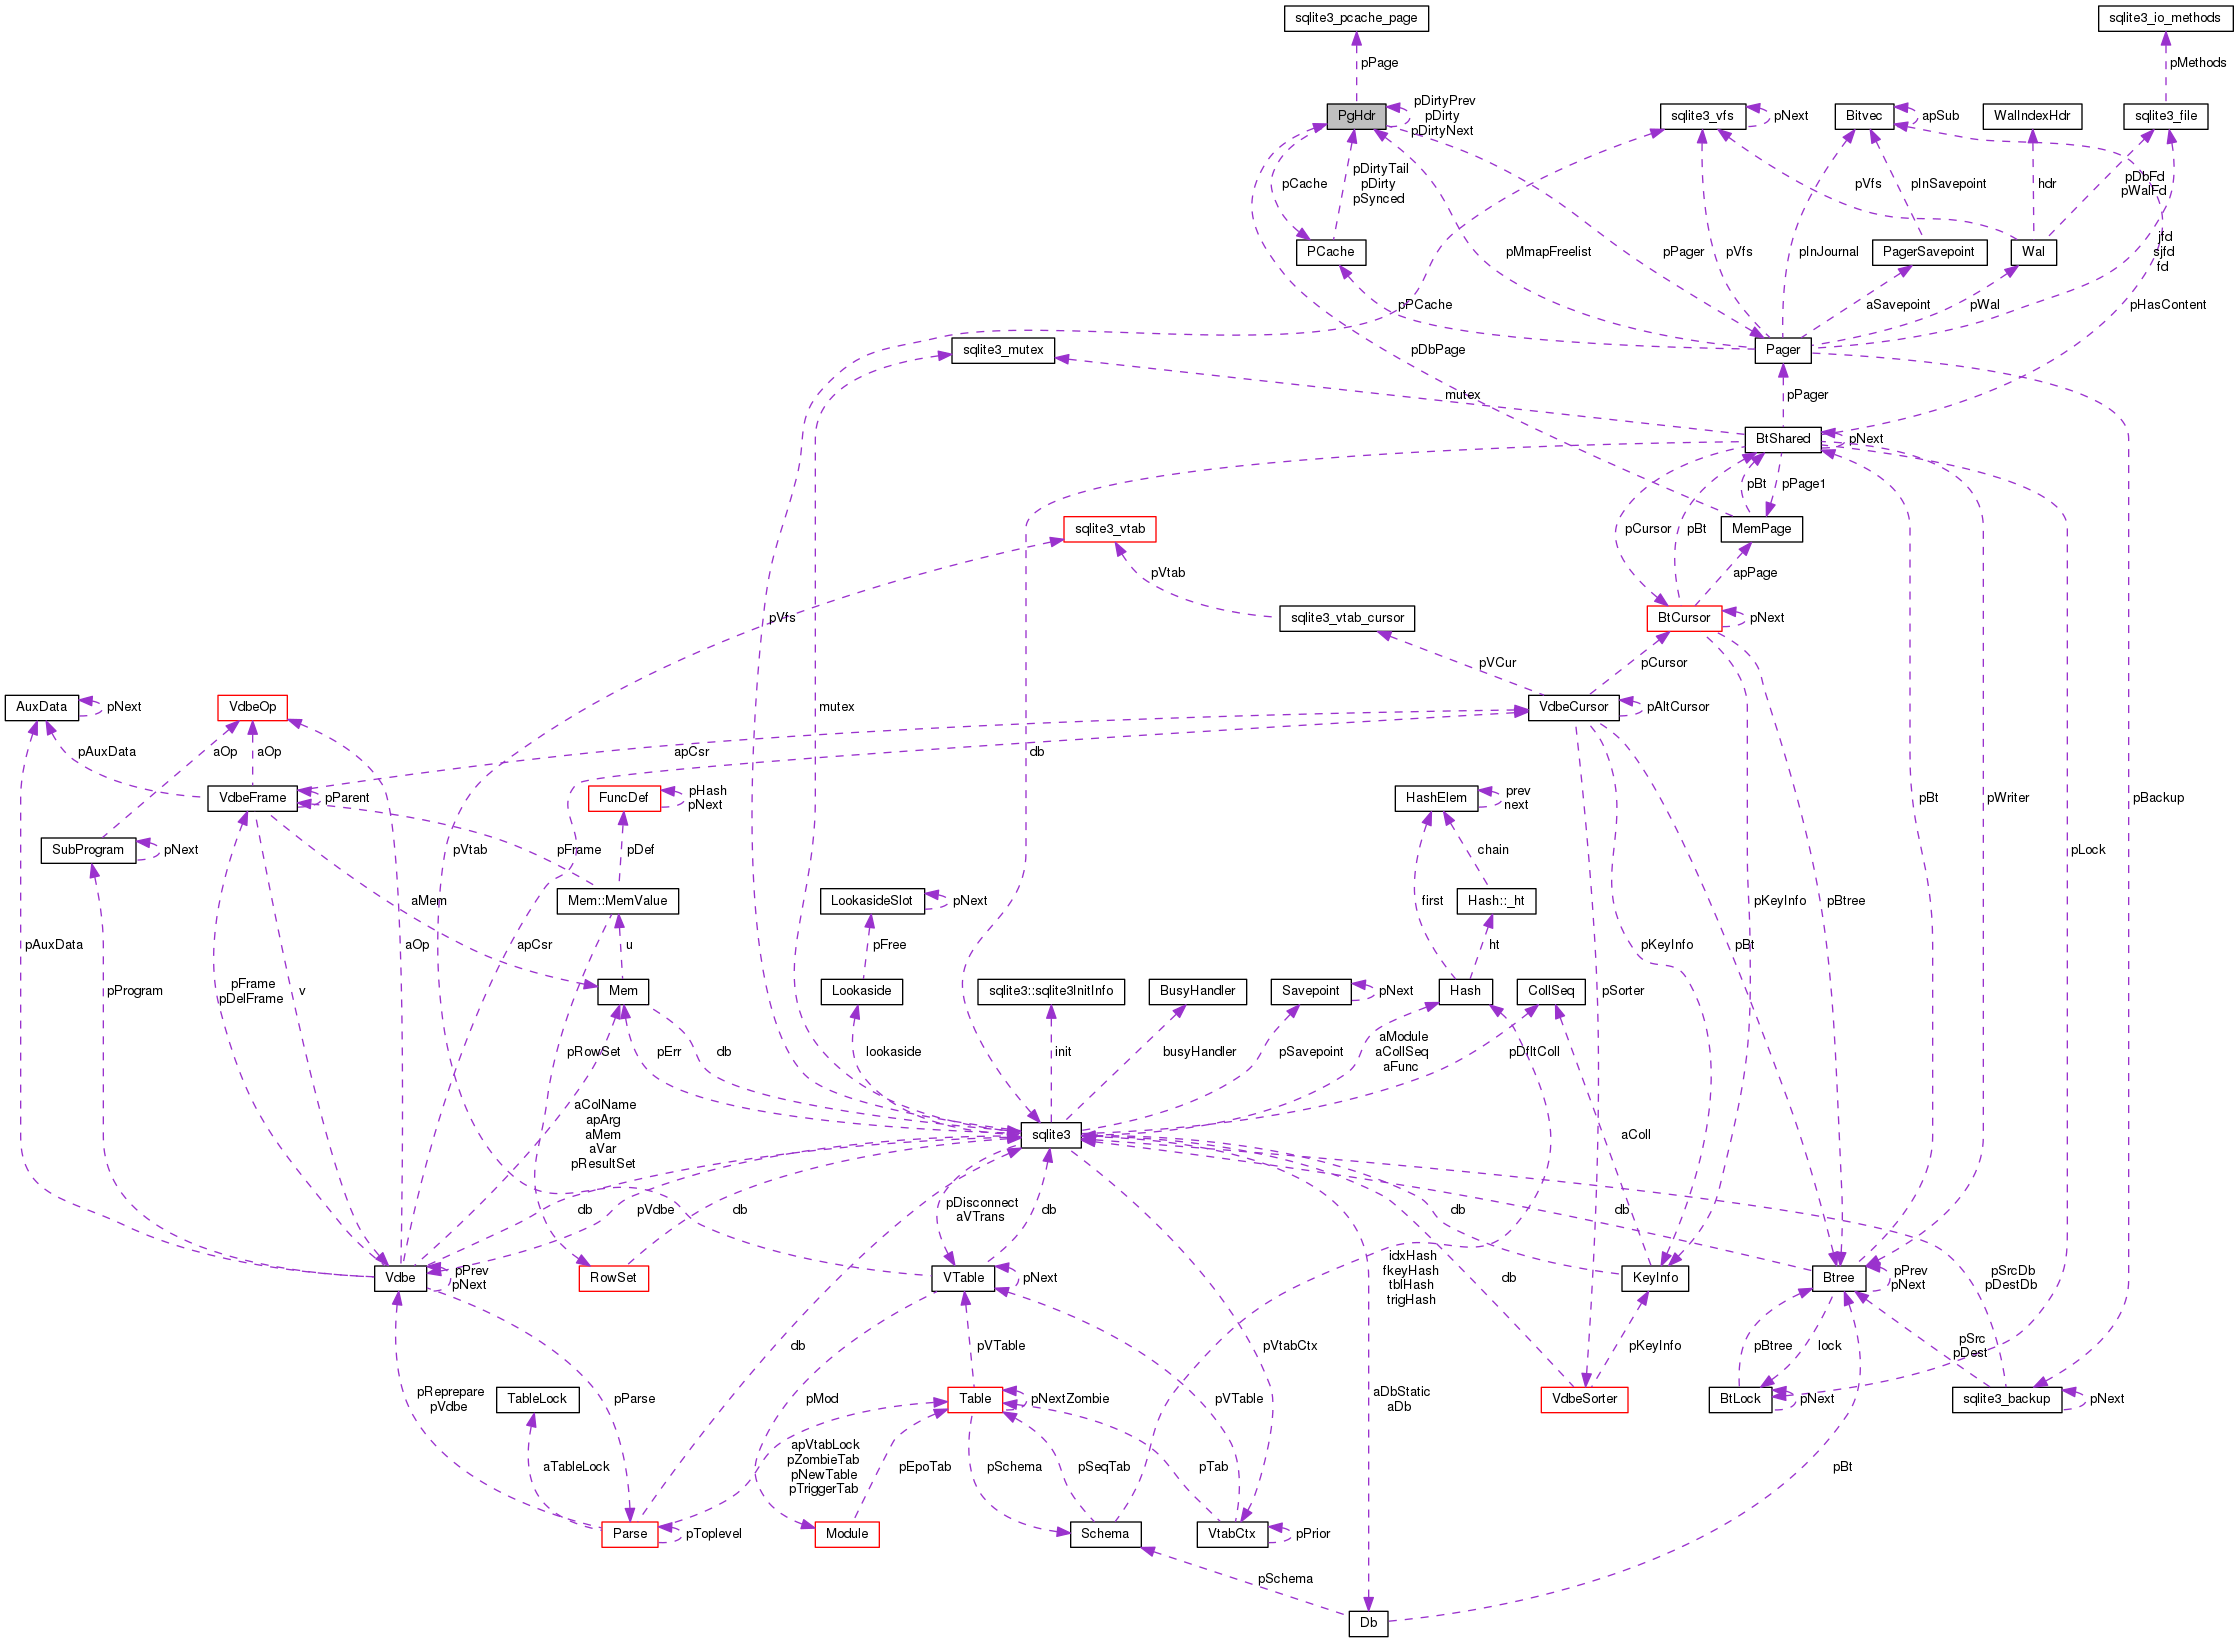 sqlite3_pcache_page
sqlite3_io_methods
pPage
pMethods
PgHdr
pDirtyPrev
pDirty
pDirtyNext
sqlite3_vfs
pNext
Bitvec
apSub
WalIndexHdr
sqlite3_file
pCache
pDirtyTail
pDirty
pSynced
pVfs
pInSavepoint
hdr
pDbFd
pWalFd
PCache
pMmapFreelist
pPager
pVfs
pInJournal
PagerSavepoint
Wal
jfd
sjfd
fd
pPCache
aSavepoint
pWal
pHasContent
sqlite3_mutex
pDbPage
Pager
mutex
pPager
BtShared
pNext
pBt
pPage1
sqlite3_vtab
pCursor
pBt
MemPage
pVtab
apPage
pVfs
sqlite3_vtab_cursor
BtCursor
pNext
pVCur
pCursor
AuxData
pNext
VdbeOp
mutex
VdbeCursor
pAltCursor
pAuxData
aOp
aOp
apCsr
db
VdbeFrame
pParent
FuncDef
pHash
pNext
HashElem
prev
next
pBt
pWriter
pBackup
SubProgram
pNext
pVtab
pFrame
pDef
chain
pLock
aMem
Mem::MemValue
LookasideSlot
pNext
first
Hash::_ht
pKeyInfo
pBtree
pAuxData
aOp
apCsr
u
pFree
ht
pKeyInfo
pBt
pProgram
pFrame
pDelFrame
v
Mem
Lookaside
sqlite3::sqlite3InitInfo
BusyHandler
Savepoint
pNext
Hash
CollSeq
pSorter
pRowSet
pErr
db
lookaside
init
busyHandler
pSavepoint
aModule
aCollSeq
aFunc
pDfltColl
aColName
apArg
aMem
aVar
pResultSet
sqlite3
aColl
db
pVdbe
db
pDisconnect
aVTrans
db
db
db
Vdbe
pPrev
pNext
RowSet
VTable
pNext
idxHash
fkeyHash
tblHash
trigHash
db
KeyInfo
Btree
pPrev
pNext
pSrcDb
pDestDb
db
pVTable
pVtabCtx
pKeyInfo
pBtree
lock
pSrc
pDest
pReprepare
pVdbe
TableLock
pParse
pMod
Table
pNextZombie
pVTable
aDbStatic
aDb
VdbeSorter
BtLock
pNext
sqlite3_backup
pNext
aTableLock
apVtabLock
pZombieTab
pNewTable
pTriggerTab
pEpoTab
pSchema
pSeqTab
pTab
pBt
Parse
pToplevel
Module
Schema
VtabCtx
pPrior
pSchema
Db